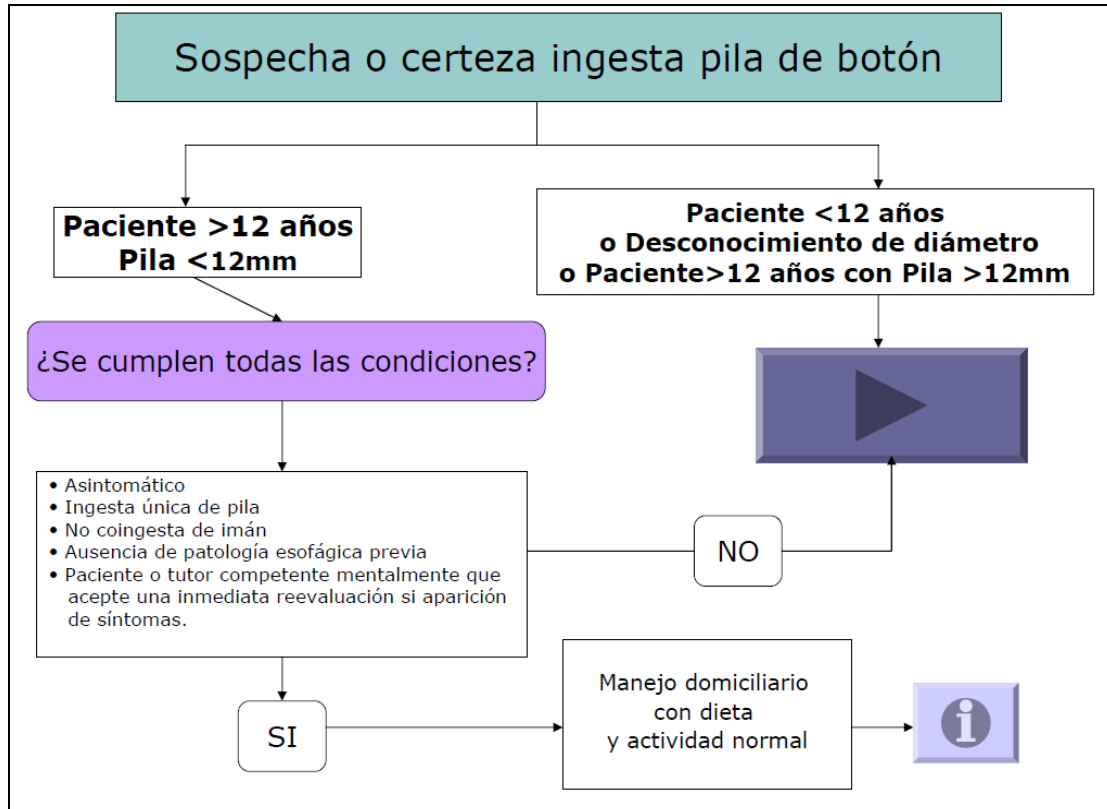 Sospecha o certeza ingesta pila de botón
Paciente >12 años
Pila <12mm
Paciente <12 años
o Desconocimiento de diámetro
o Paciente>12 años con Pila >12mm
¿Se cumplen todas las condiciones?
• Asintomático
• Ingesta única de pila
• No coingesta de imán
• Ausencia de patología esofágica previa
• Paciente o tutor competente mentalmente que
acepte una inmediata reevaluación si aparición
de síntomas.
NO
SI
Manejo domiciliario
con dieta
y actividad normal
i